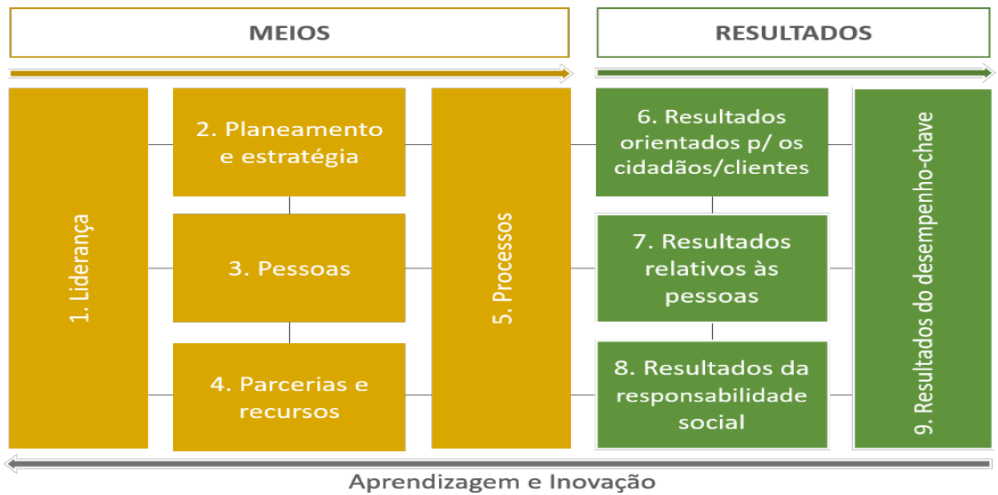 MEIOS
RESULTADOS
1. Liderança
2. Planeamento
e estratégia
3. Pessoas
4. Parcerias e
recursos
5. Processos
6. Resultados
orientados p/ os
cidadãos/clientes
7. Resultados
relativos às
pessoas
8. Resultados da
responsabilidade
social
9. Resultados do desempenho-chave
Aprendizagem e Inovação